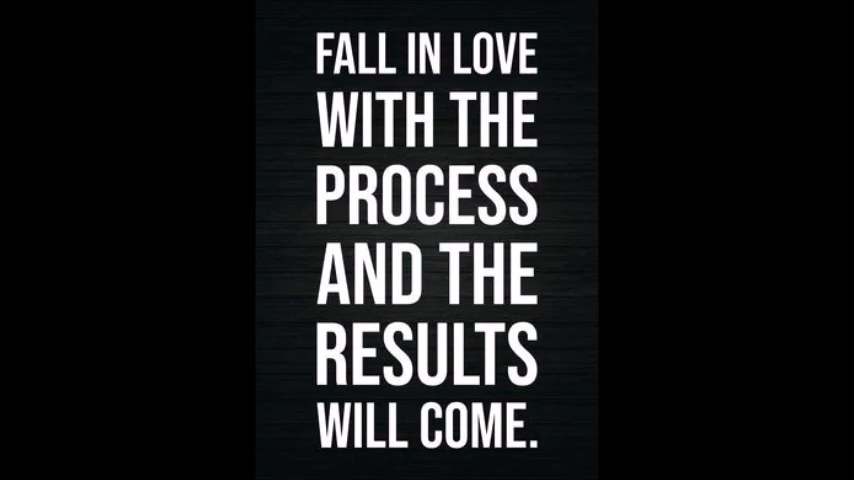 FALL IN LOVE
WITH THE
PROCESS
AND THE
RESULTS
WILL COME.